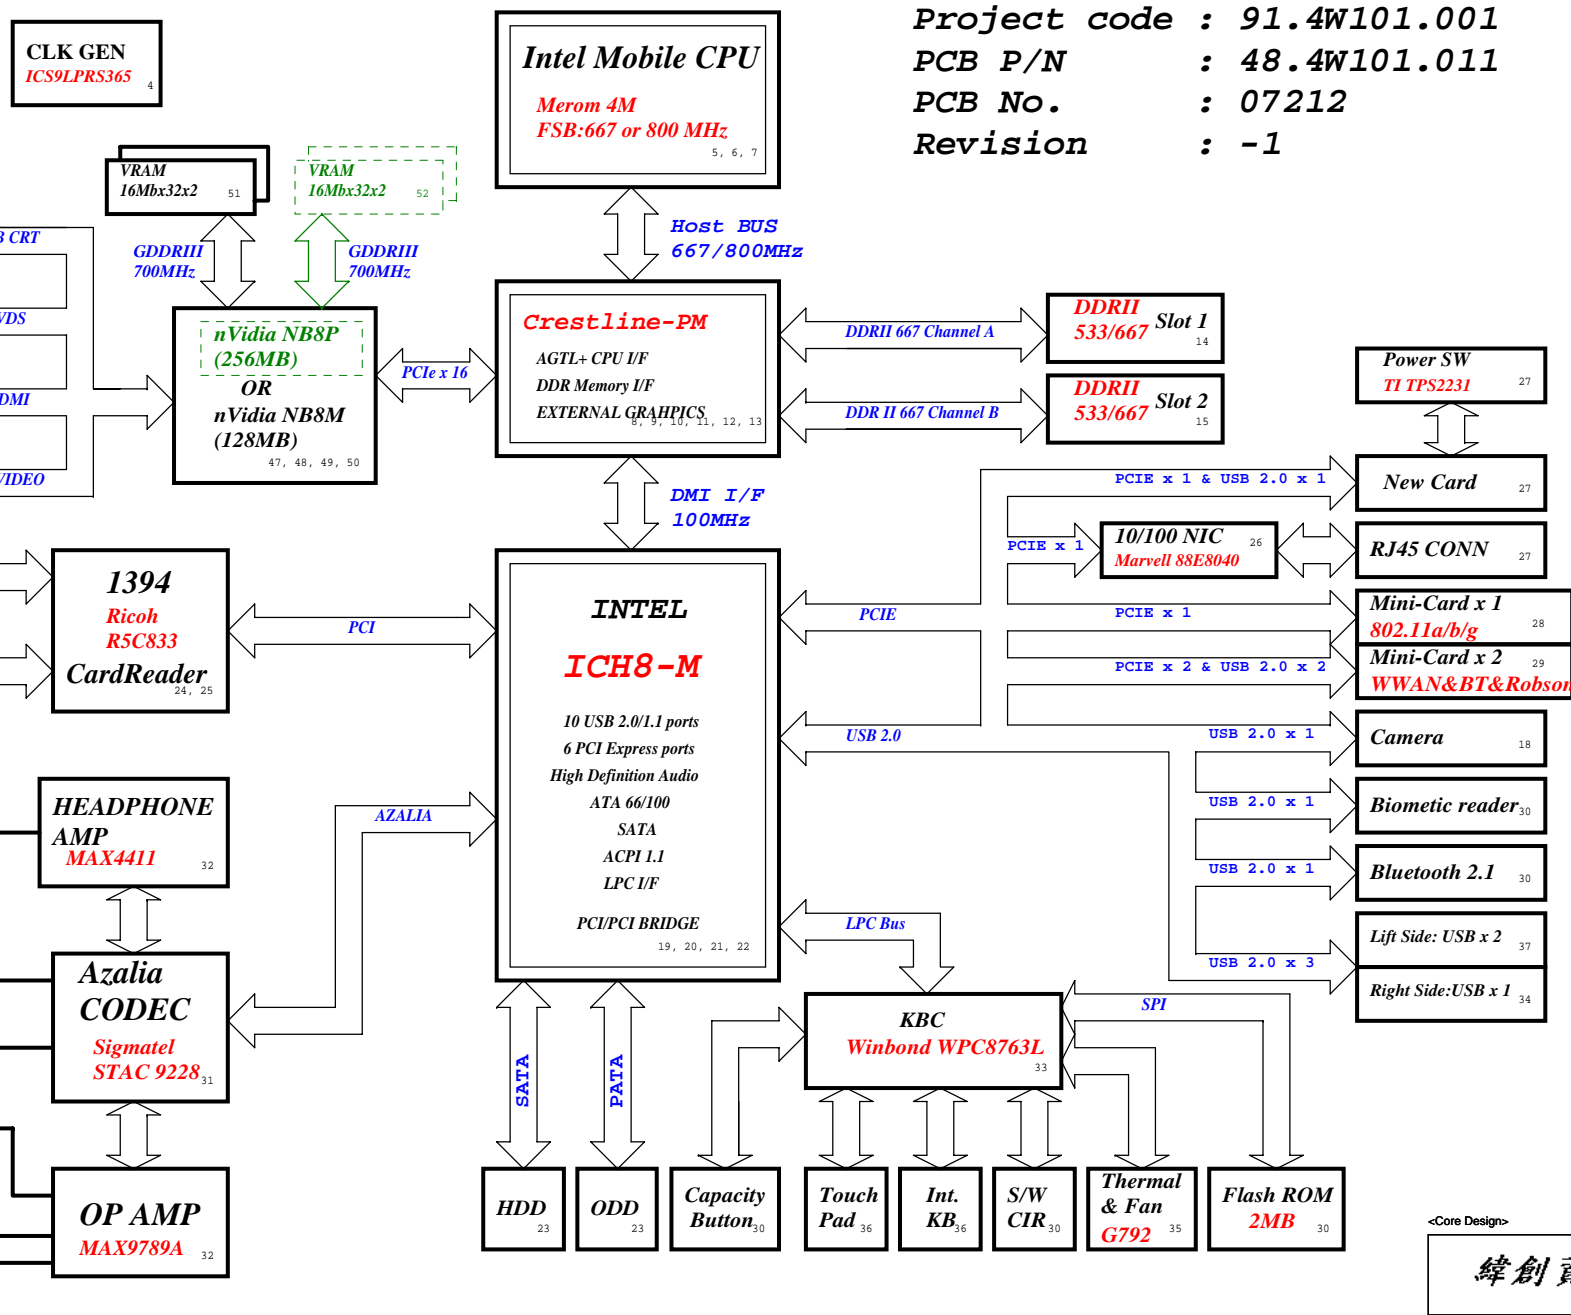 Project code : 91.4W101.001
PCB P/N : 48.4W101.011
PCB No. : 07212
Revision : -1
CLK GEN
ICS9LPRS365
4
Intel Mobile CPU
Merom 4M
FSB:667 or 800 MHz
5, 6, 7
VRAM
16Mbx32x2
51
VRAM
16Mbx32x2
52
GDDRIII
700MHz
GDDRIII
700MHz
Host BUS
667/800MHz
CRT
VIDEO
nVidia NB8P
(256MB)
OR
nVidia NB8M
(128MB)
47, 48, 49, 50
PCIe x 16
Crestline-PM
AGTL+ CPU I/F
DDR Memory I/F
EXTERNAL GRAHPICS
8, 9, 10, 11, 12, 13
DDRII 667 Channel A
DDRII
533/667
Slot 1
14
DDR II 667 Channel B
DDRII
533/667
Slot 2
15
DMI I/F
100MHz
Power SW
TI TPS2231
27
PCIE x 1 & USB 2.0 x 1
New Card
27
PCIE x 1
10/100 NIC
Marvell 88E8040
26
RJ45 CONN
27
PCIE x 1
Mini-Card x 1
802.11a/b/g
28
PCIE x 2 & USB 2.0 x 2
Mini-Card x 2
WWAN&BT&Robson
29
1394
Ricoh
R5C833
CardReader
24, 25
PCI
INTEL
ICH8-M
10 USB 2.0/1.1 ports
6 PCI Express ports
High Definition Audio
ATA 66/100
SATA
ACPI 1.1
LPC I/F
PCI/PCI BRIDGE
19, 20, 21, 22
PCIE
USB 2.0
USB 2.0 x 1
Camera
18
USB 2.0 x 1
Biometic reader
30
USB 2.0 x 1
Bluetooth 2.1
30
Lift Side: USB x 2
37
USB 2.0 x 3
Right Side:USB x 1
34
HEADPHONE
AMP
MAX4411
32
AZALIA
Azalia
CODEC
Sigmatel
STAC 9228
31
OP AMP
MAX9789A
32
LPC Bus
KBC
Winbond WPC8763L
33
SPI
SATA
PATA
HDD
23
ODD
23
Capacity
Button
30
Touch
Pad
36
Int.
KB
36
S/W
CIR
30
Thermal
& Fan
G792
35
Flash ROM
2MB
30
<Core Design>
緯創